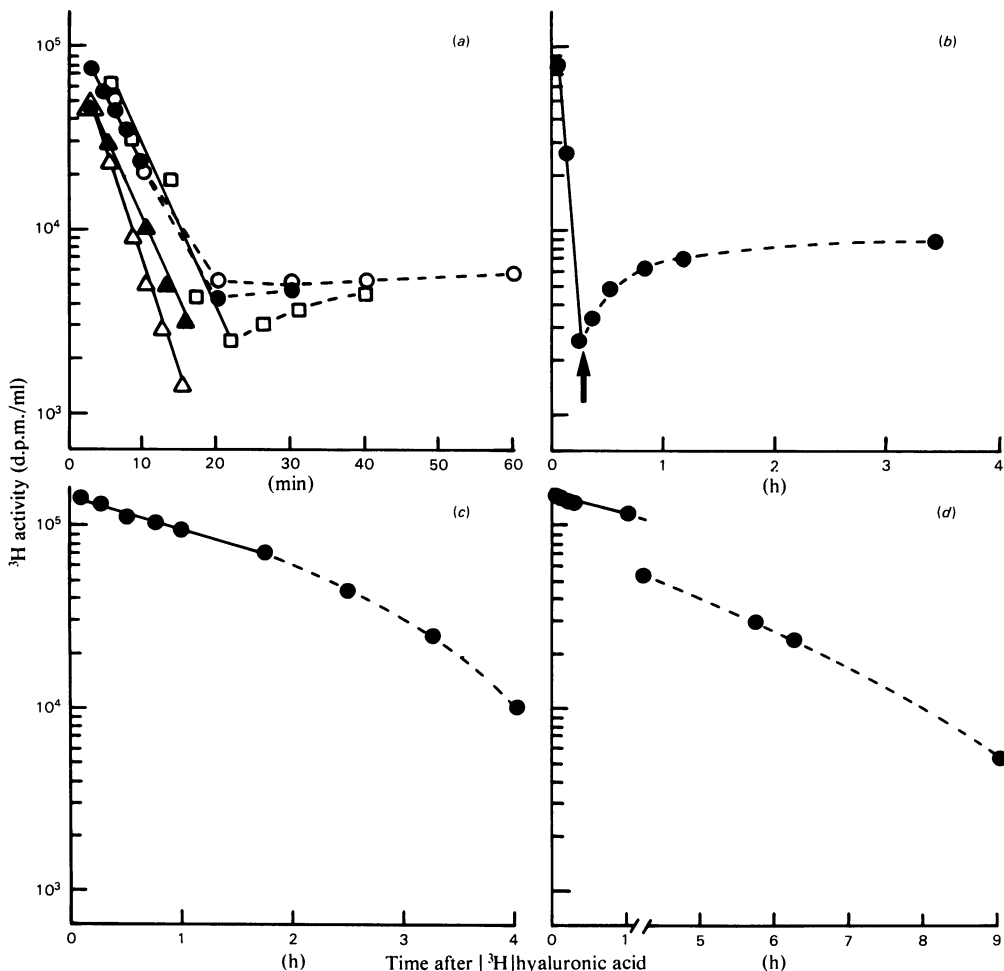 (a)
(b)
10⁵
10⁴
10³
0 10 20 30 40 50 60
(min)
0 1 2 3 4
(h)
³H activity (d.p.m./ml)
(c)
(d)
10⁵
10⁴
10³
0 1 2 3 4
(h)
0 1 5 6 7 8 9
(h)
Time after [³H]hyaluronic acid